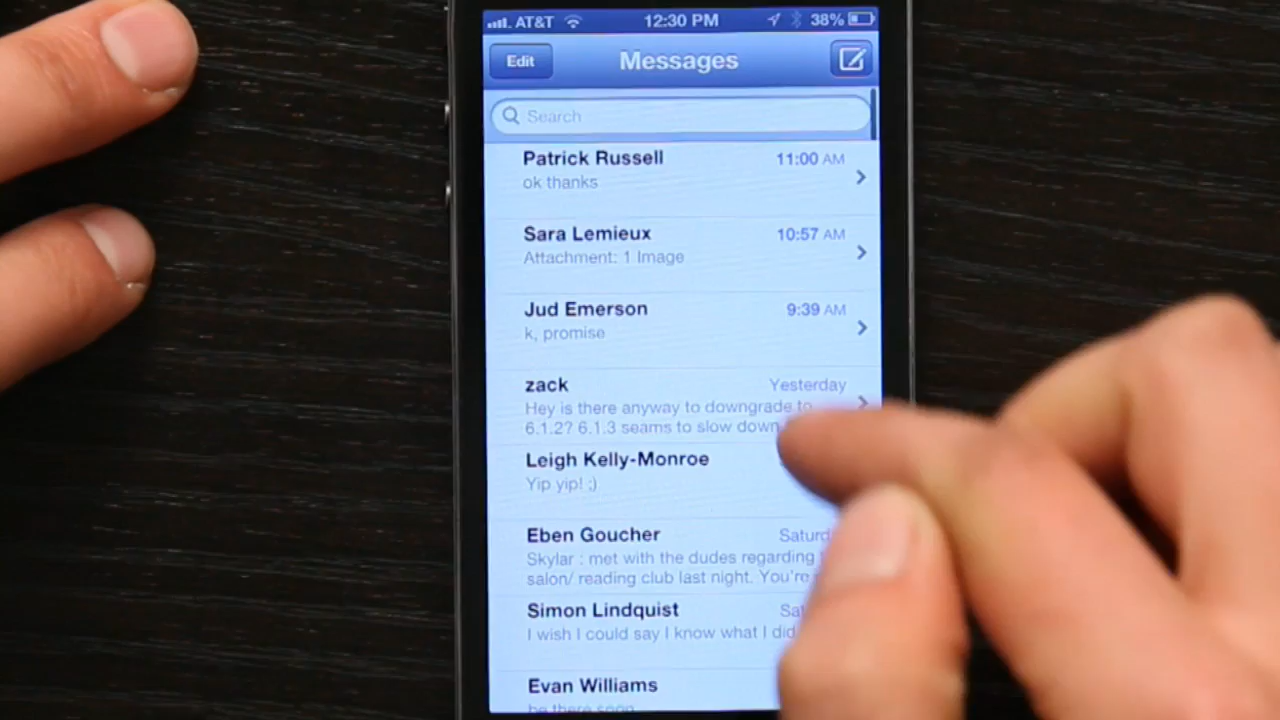 AT&T 12:30 PM 38%
Edit Messages
Search
Patrick Russell 11:00 AM
ok thanks
Sara Lemieux 10:57 AM
Attachment: 1 Image
Jud Emerson 9:39 AM
k, promise
zack Yesterday
Hey is there anyway to downgrade to
6.1.2? 6.1.3 seams to slow down
Leigh Kelly-Monroe
Yip yip! ;)
Eben Goucher
Skylar : met with the dudes regarding
salon/ reading club last night. You're
Simon Lindquist
I wish I could say I know what I did
Evan Williams
be there soon